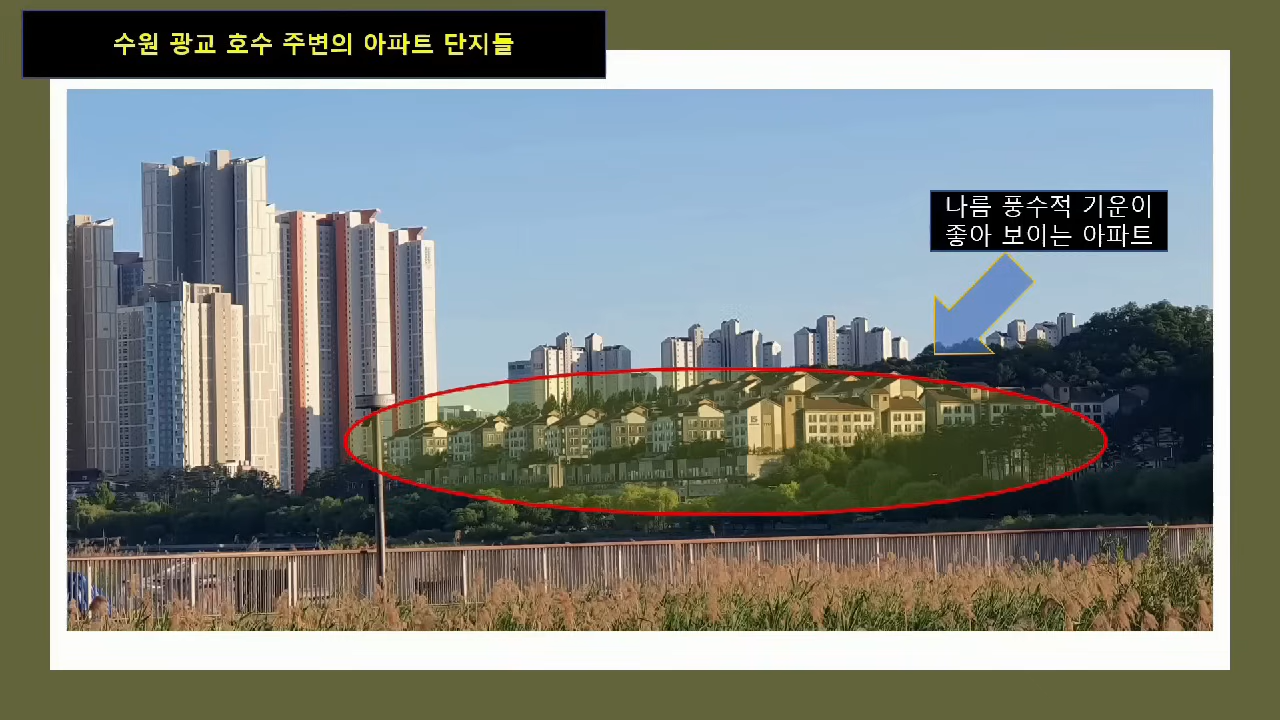 수원 광교 호수 주변의 아파트 단지들
나름 풍수적 기운이
좋아 보이는 아파트